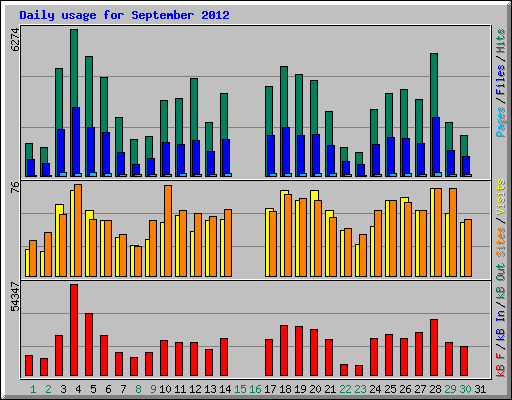 Daily usage for September 2012
6274
Pages / Files / Hits
76
Sites / Visits
54347
kB F / kB In / kB Out
1 2 3 4 5 6 7 8 9 10 11 12 13 14 15 16 17 18 19 20 21 22 23 24 25 26 27 28 29 30 31